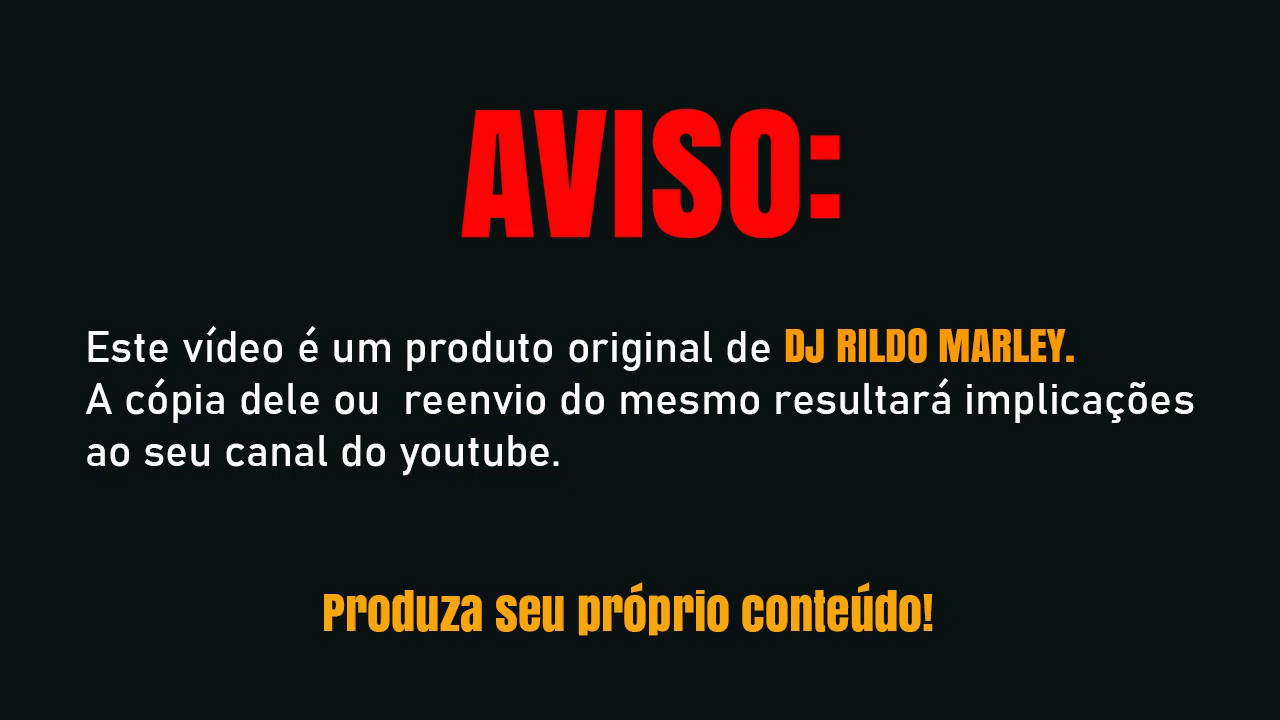 AVISO:
Este vídeo é um produto original de DJ RILDO MARLEY.
A cópia dele ou reenvio do mesmo resultará implicações
ao seu canal do youtube.
Produza seu próprio conteúdo!